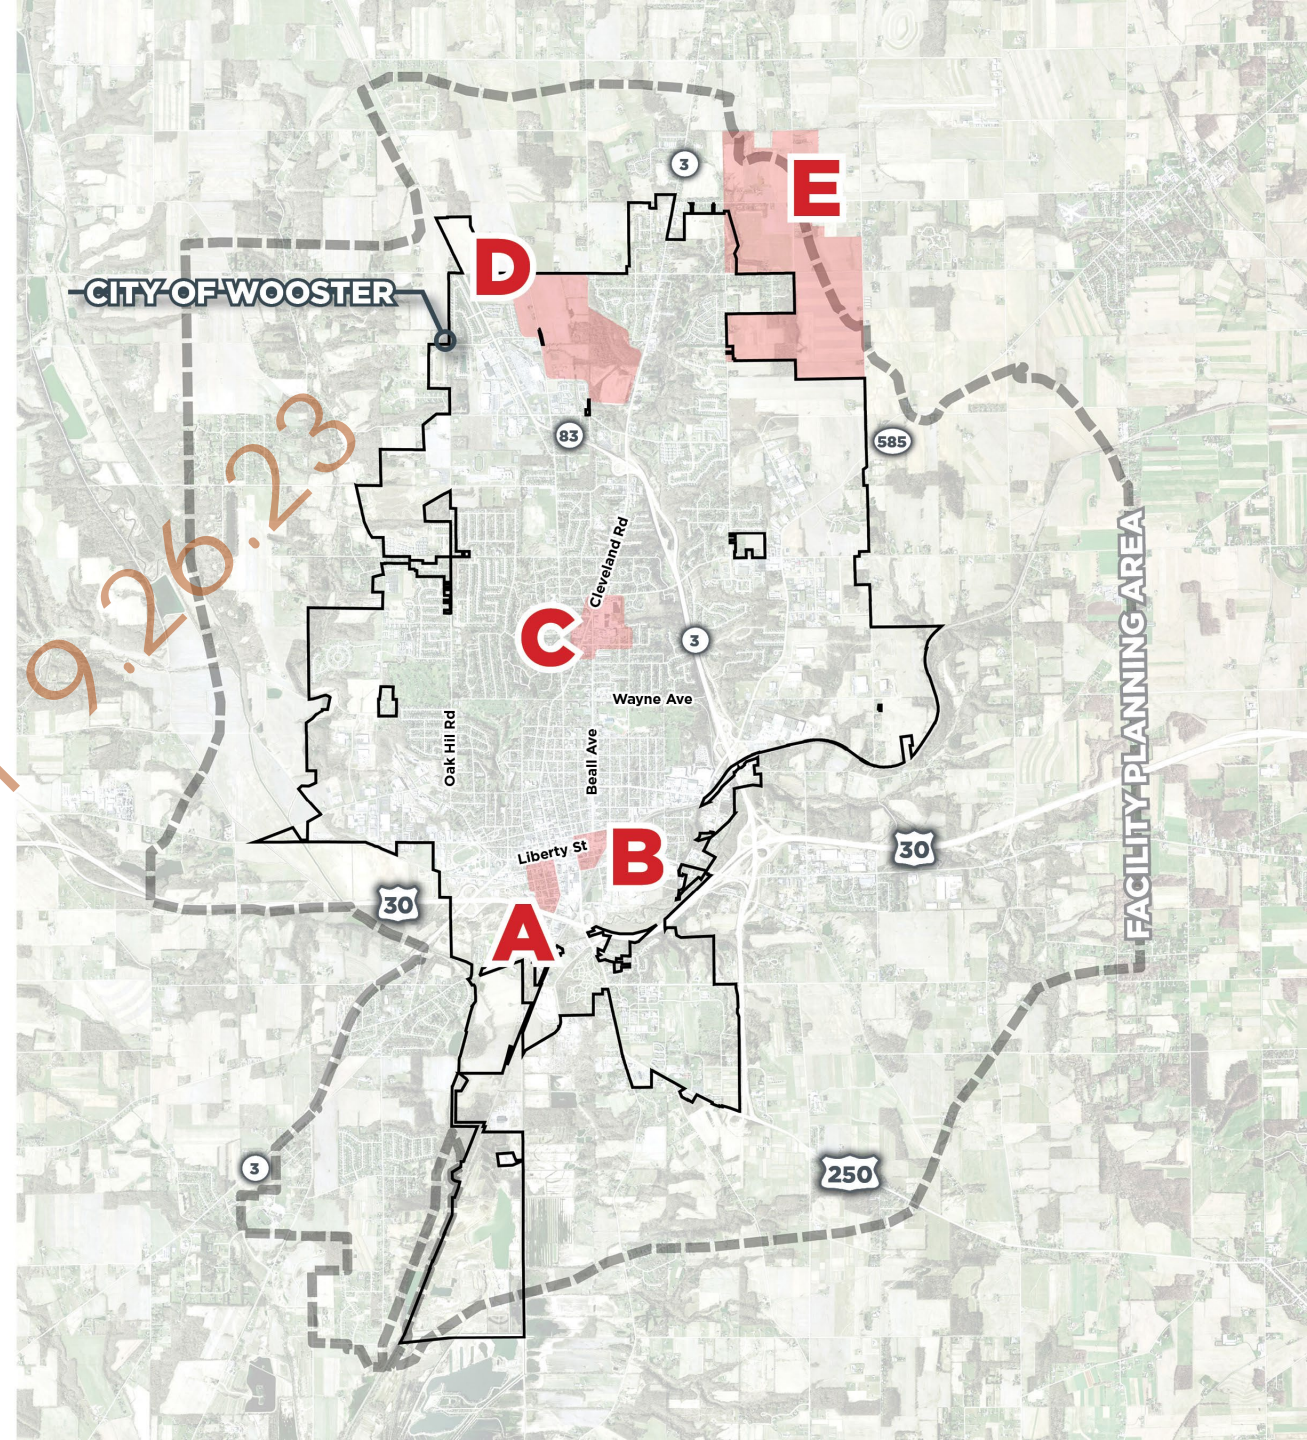 3
E
D
CITY OF WOOSTER
9.26.23
83
585
Cleveland Rd
C
3
Wayne Ave
Oak Hil Rd
Beall Ave
FACILITY PLANNING AREA
Liberty St
B
30
30
A
3
250